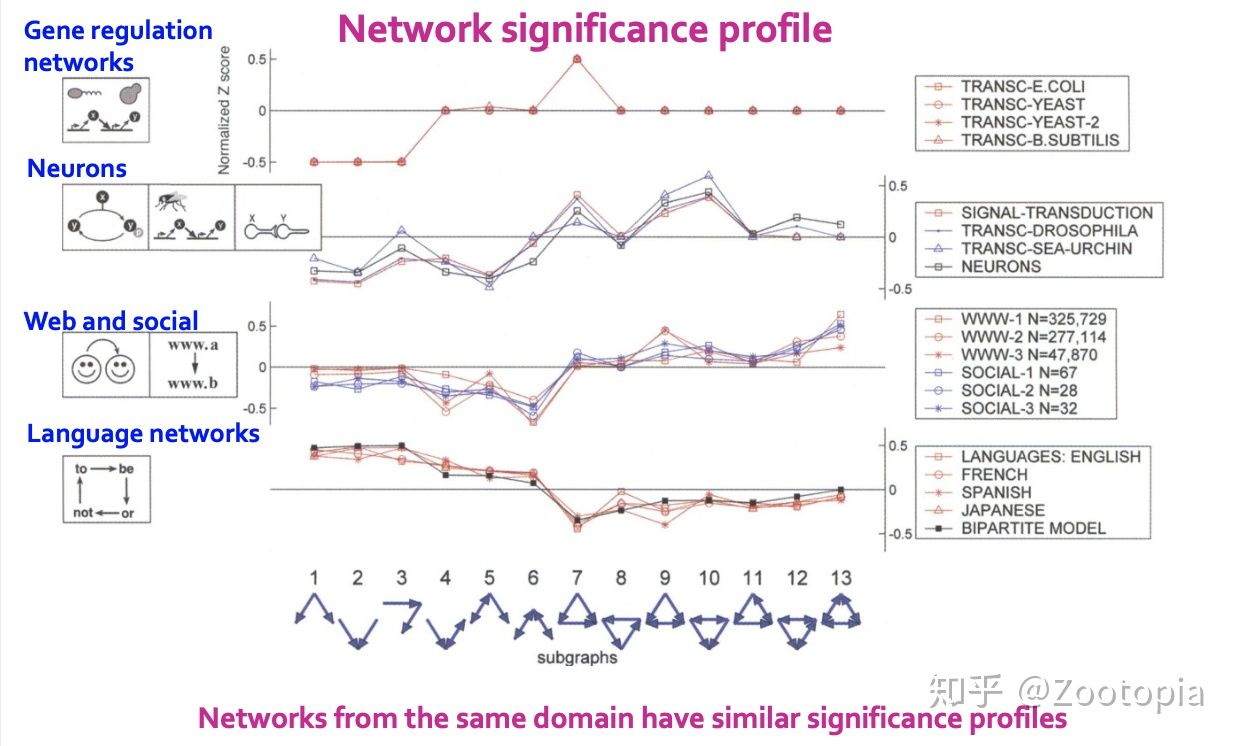 Network significance profile
Gene regulation
networks
Normalized Z score
0.5
0
-0.5
X
Y
TRANSC-E.COLI
TRANSC-YEAST
TRANSC-YEAST-2
TRANSC-B.SUBTILIS
Neurons
X
Y
Y
P
X
Y
X
Y
0.5
0
-0.5
SIGNAL-TRANSDUCTION
TRANSC-DROSOPHILA
TRANSC-SEA-URCHIN
NEURONS
Web and social
www.a
www.b
0.5
0
-0.5
WWW-1 N=325,729
WWW-2 N=277,114
WWW-3 N=47,870
SOCIAL-1 N=67
SOCIAL-2 N=28
SOCIAL-3 N=32
Language networks
to be
not or
0.5
0
-0.5
LANGUAGES: ENGLISH
FRENCH
SPANISH
JAPANESE
BIPARTITE MODEL
1 2 3 4 5 6 7 8 9 10 11 12 13
subgraphs
知乎 @Zootopia
Networks from the same domain have similar significance profiles